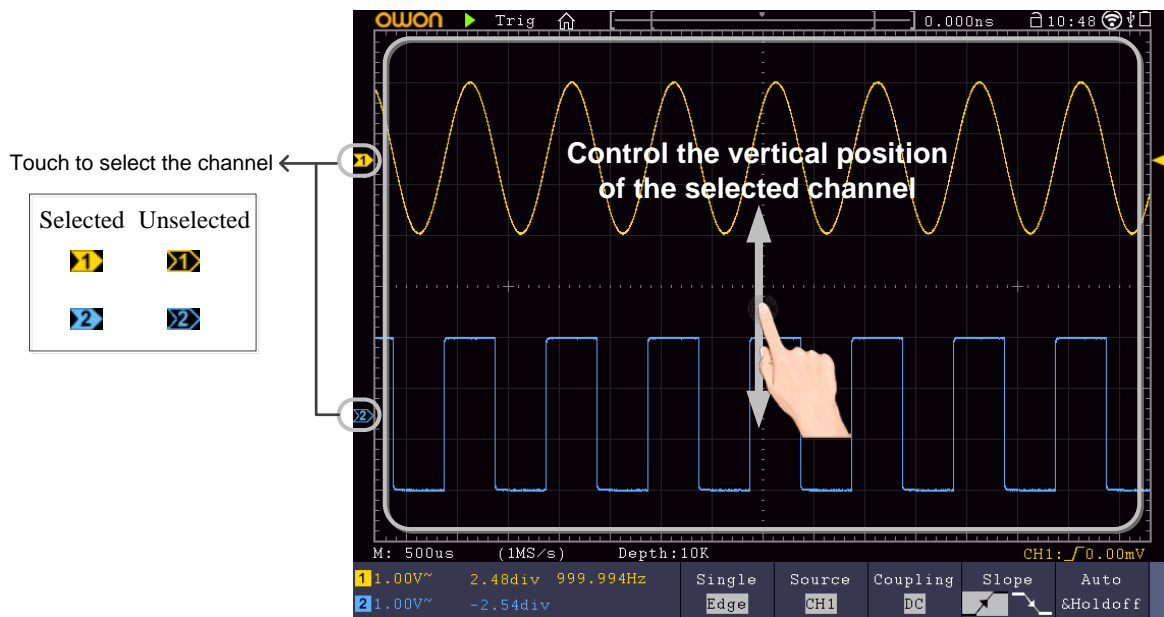 owon Trig 0.000ns 10:48
Touch to select the channel
Selected Unselected
1 1
2 2
1
2
Control the vertical position
of the selected channel
M: 500us (1MS/s) Depth:10K CH1: 0.00mV
1 1.00V~ 2.48div 999.994Hz Single Source Coupling Slope Auto
2 1.00V~ -2.54div Edge CH1 DC &Holdoff